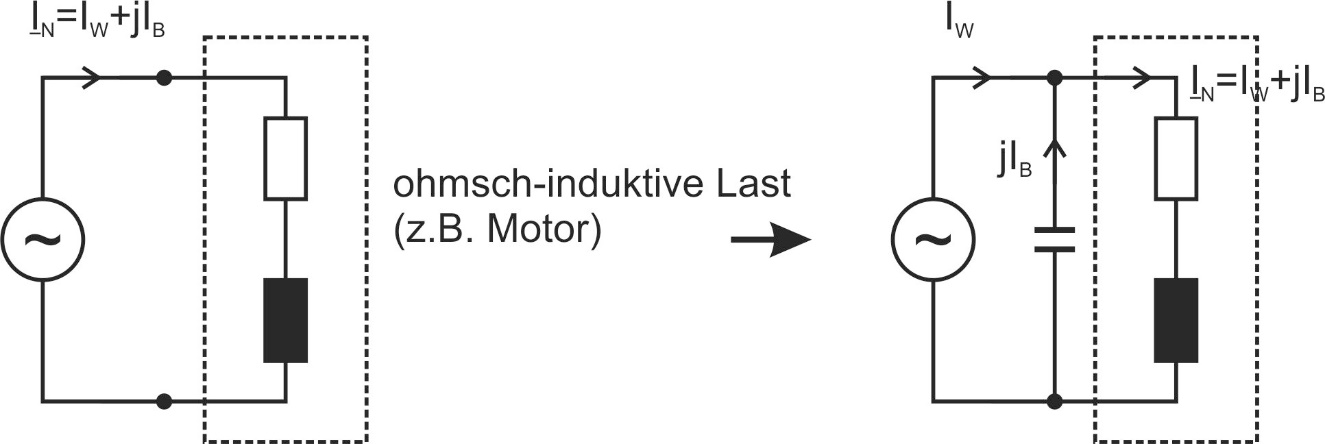 I_N=I_W+jI_B
I_W
I_N=I_W+jI_B
jI_B
ohmsch-induktive Last
(z.B. Motor)
~
~